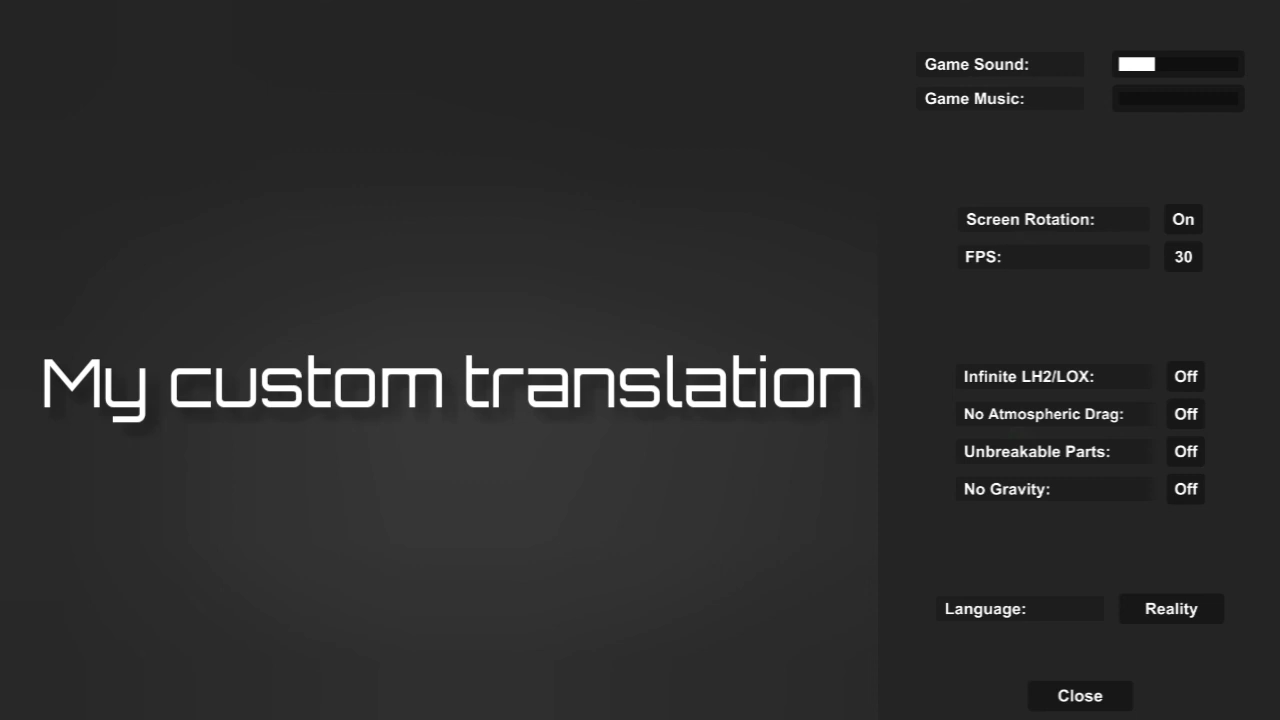 My custom translation
Game Sound:
Game Music:
Screen Rotation: On
FPS: 30
Infinite LH2/LOX: Off
No Atmospheric Drag: Off
Unbreakable Parts: Off
No Gravity: Off
Language: Reality
Close